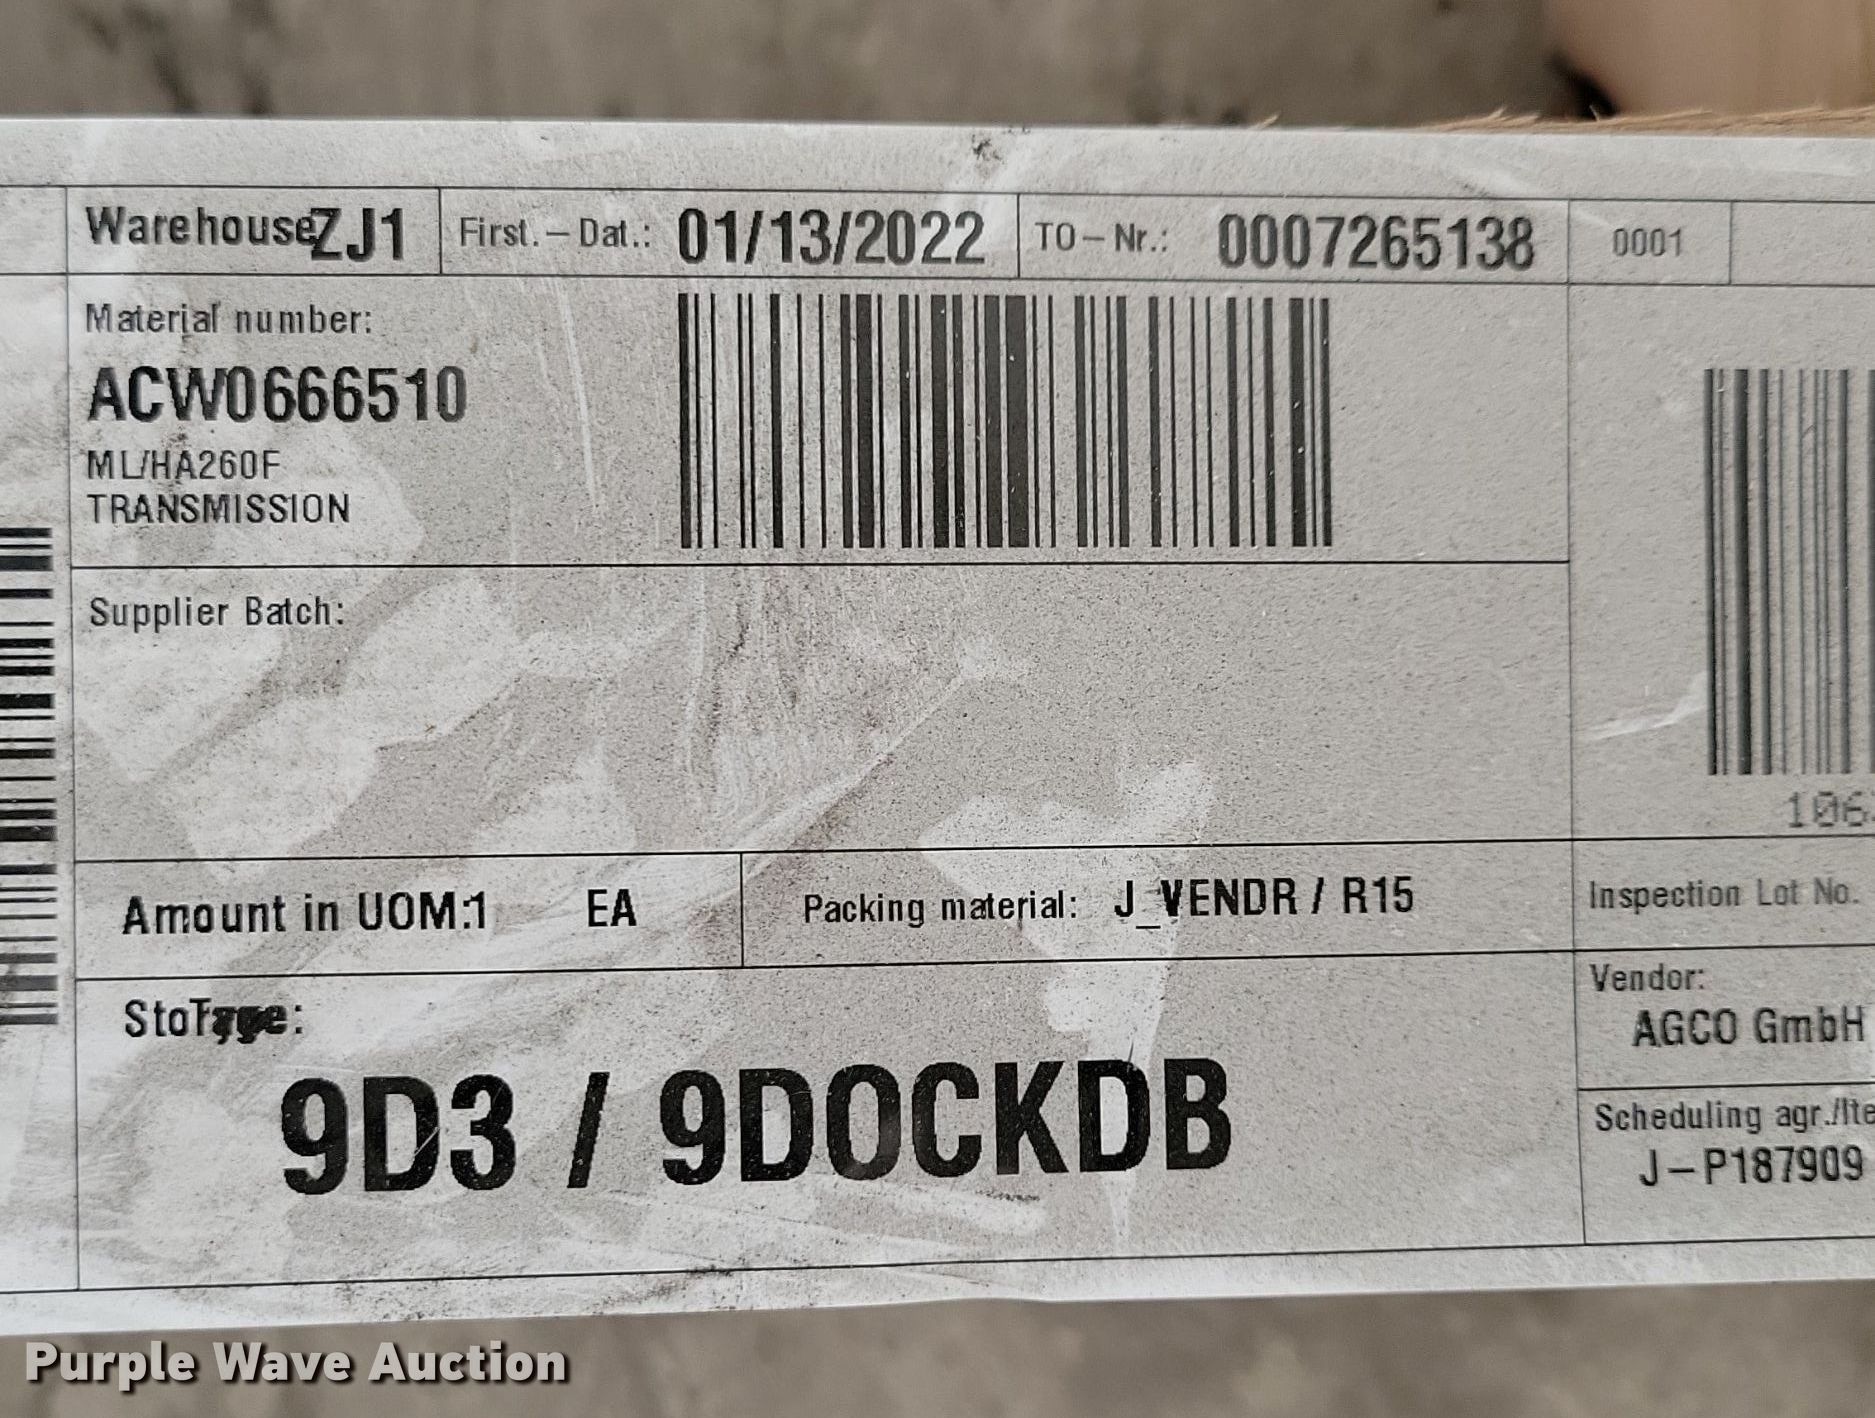 Warehouse ZJ1 First.-Dat.: 01/13/2022 TO-Nr.: 0007265138 0001
Material number:
ACW0666510
ML/HA260F
TRANSMISSION
Supplier Batch:
106
Amount in UOM:1 EA Packing material: J_VENDR / R15 Inspection Lot No.
Vendor:
AGCO GmbH
9D3 / 9DOCKDB
Scheduling agr./Ite
J-P187909
Purple Wave Auction